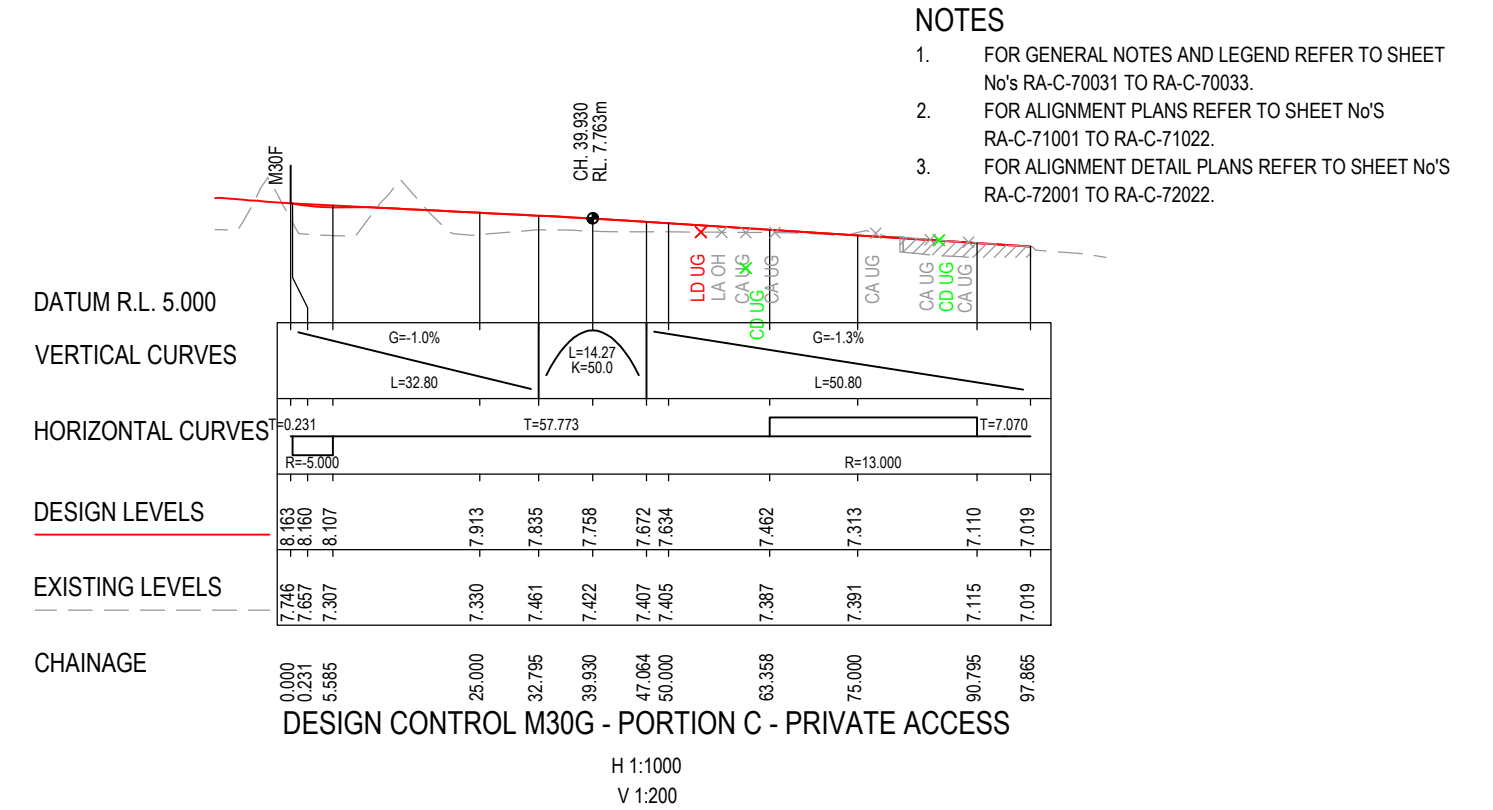 NOTES
1. FOR GENERAL NOTES AND LEGEND REFER TO SHEET
No's RA-C-70031 TO RA-C-70033.
2. FOR ALIGNMENT PLANS REFER TO SHEET No'S
RA-C-71001 TO RA-C-71022.
3. FOR ALIGNMENT DETAIL PLANS REFER TO SHEET No'S
RA-C-72001 TO RA-C-72022.
M30F
CH. 39.930
RL. 7.763m
LD UG
LA OH
CA UG
CD UG
CA UG
CA UG
CA UG
CD UG
CA UG
DATUM R.L. 5.000
VERTICAL CURVES
G=-1.0%
L=32.80
L=14.27
K=50.0
G=-1.3%
L=50.80
HORIZONTAL CURVES
T=0.231
R=-5.000
T=57.773
R=13.000
T=7.070
DESIGN LEVELS
8.163 8.160 8.107 7.913 7.835 7.758 7.672 7.634 7.462 7.313 7.110 7.019
EXISTING LEVELS
7.746 7.657 7.307 7.330 7.461 7.422 7.407 7.405 7.387 7.391 7.115 7.019
CHAINAGE
0.000 0.231 5.585 25.000 32.795 39.930 47.064 50.000 63.358 75.000 90.795 97.865
DESIGN CONTROL M30G - PORTION C - PRIVATE ACCESS
H 1:1000
V 1:200